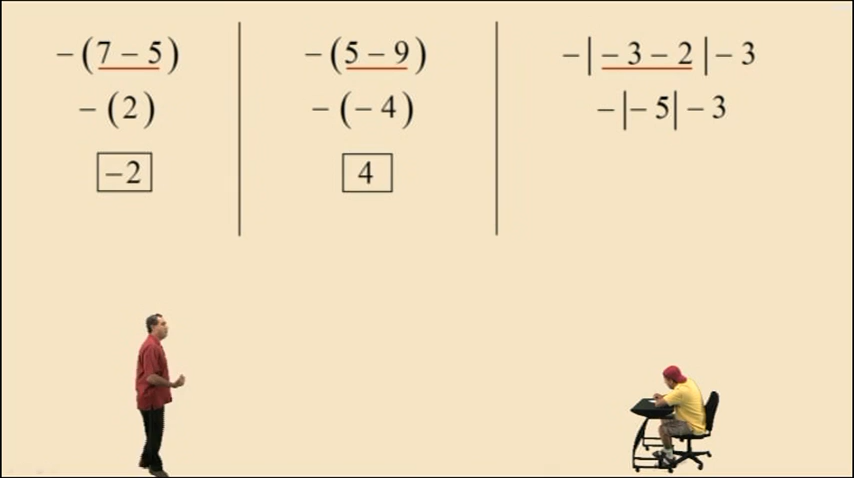 −(7 − 5)
−(2)
−2
−(5 − 9)
−(− 4)
4
−|− 3 − 2| − 3
−|− 5| − 3